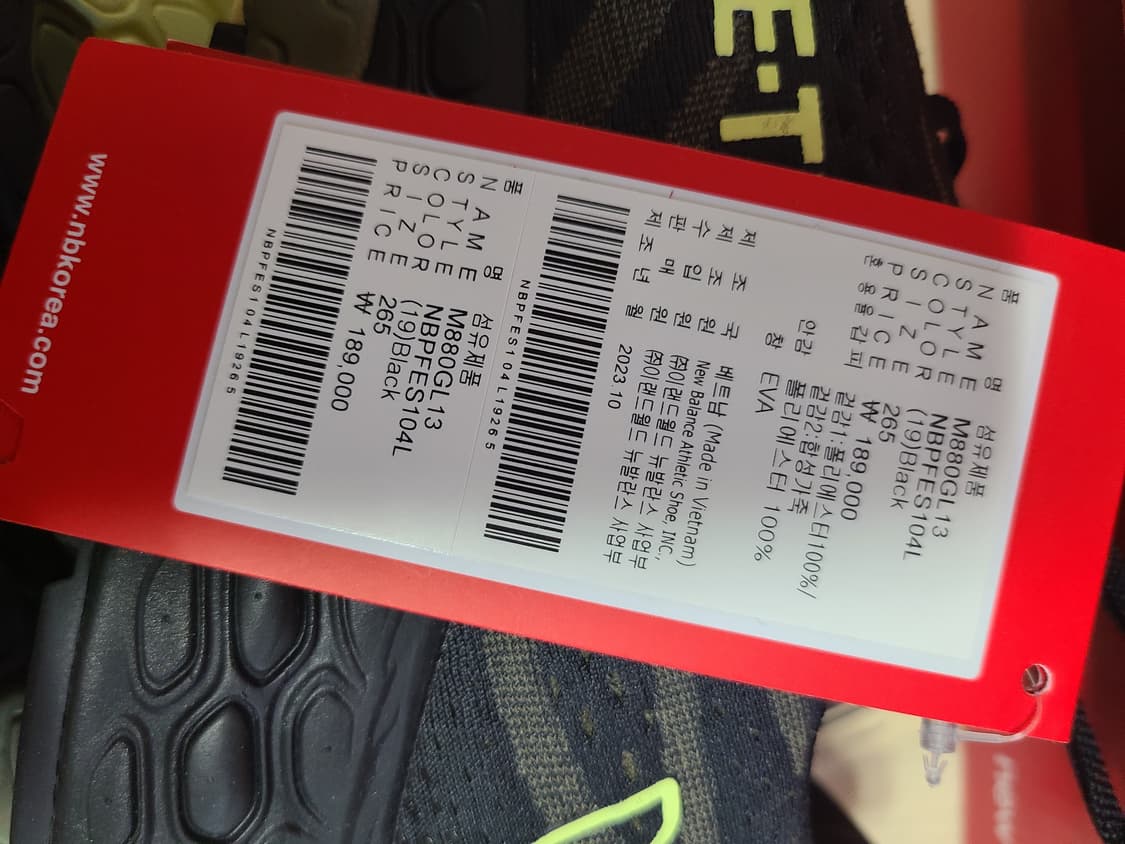 품 명 섬유제품
NAME M880GL13
STYLE NBPFES104L
COLOR (19)Black
SIZE 265
PRICE ₩ 189,000
혼용율 겉감1:폴리에스터100%/
겉감2:합성가죽
안감 폴리에스터 100%
창 EVA
제 조 국 베트남 (Made in Vietnam)
제 조 원 New Balance Athletic Shoe, INC.,
수 입 원 ㈜이랜드월드 뉴발란스 사업부
판 매 원 ㈜이랜드월드 뉴발란스 사업부
제 조 년 월 2023.10
NBPFES104L19265
품 명 섬유제품
NAME M880GL13
STYLE NBPFES104L
COLOR (19)Black
SIZE 265
PRICE ₩ 189,000
NBPFES104L19265
www.nbkorea.com
E·T